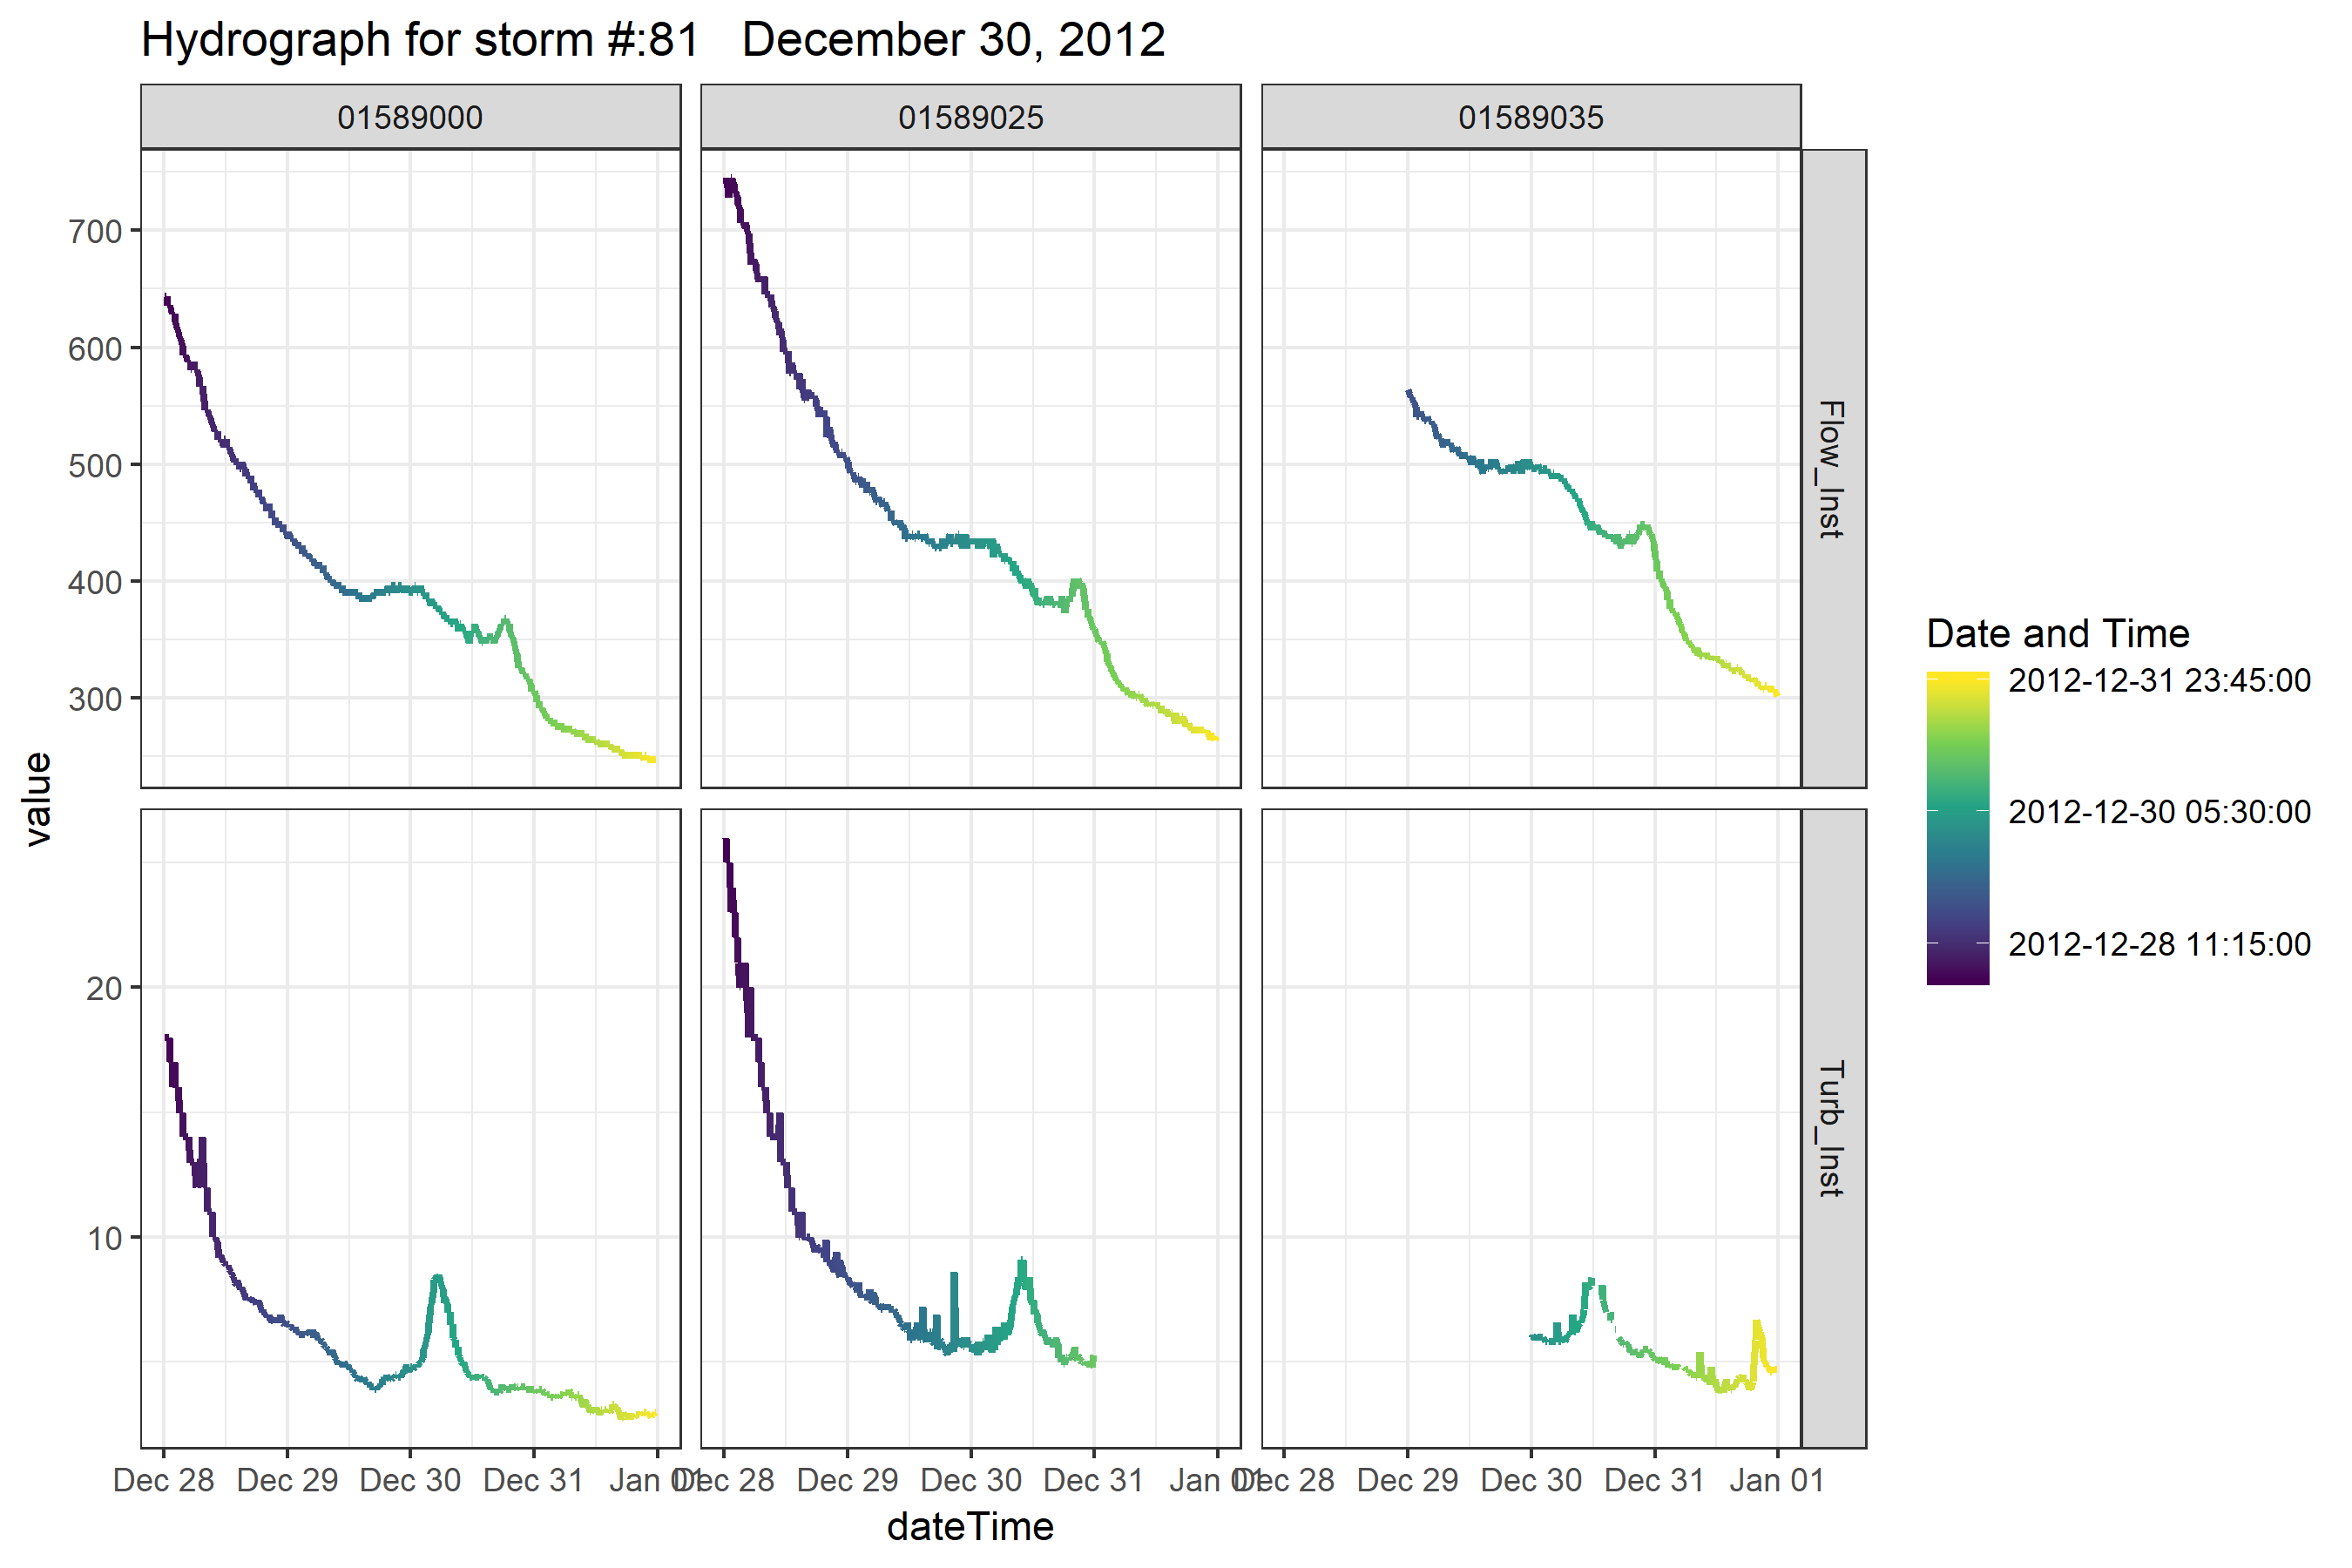 Hydrograph for storm #:81   December 30, 2012
01589000
01589025
01589035
700
600
500
400
300
Flow_Inst
value
20
10
Turb_Inst
Dec 28 Dec 29 Dec 30 Dec 31 Jan 01
Dec 28 Dec 29 Dec 30 Dec 31 Jan 01
Dec 28 Dec 29 Dec 30 Dec 31 Jan 01
dateTime
Date and Time
2012-12-31 23:45:00
2012-12-30 05:30:00
2012-12-28 11:15:00